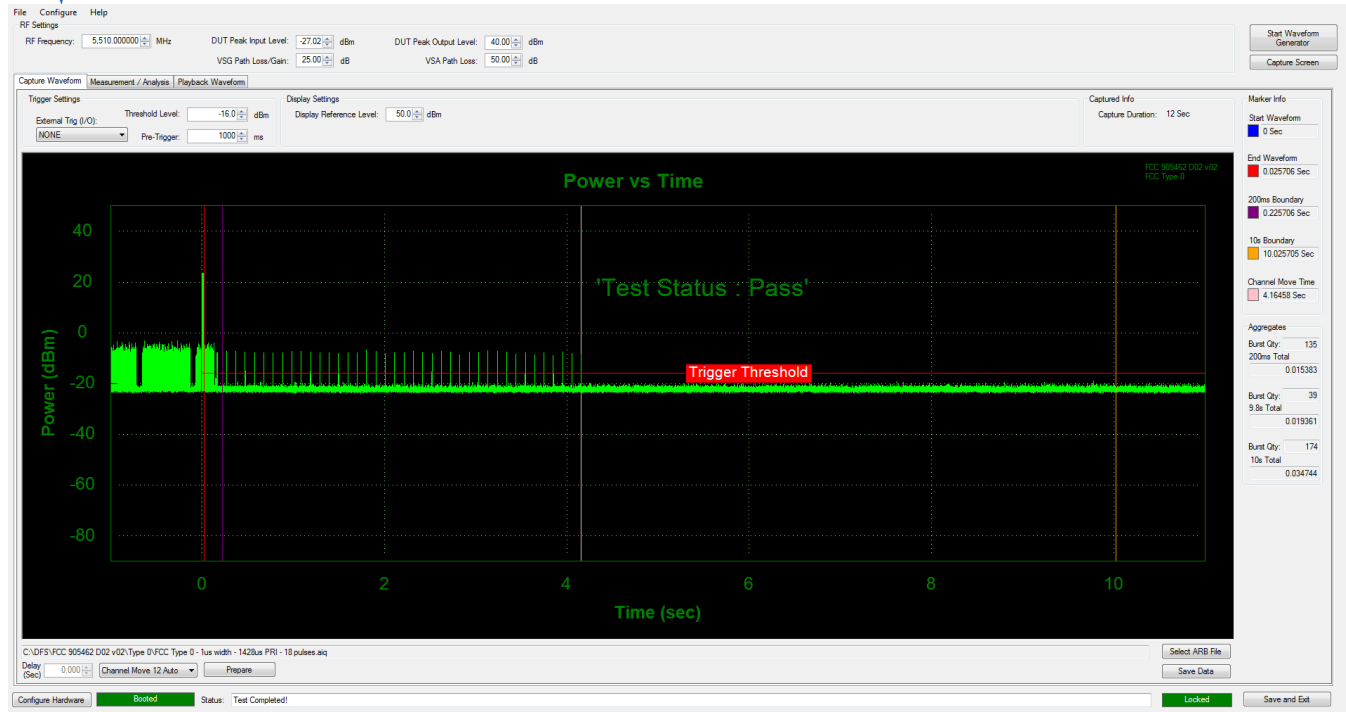 File Configure Help
RF Settings
RF Frequency: 5,510.000000 MHz DUT Peak Input Level: -27.02 dBm DUT Peak Output Level: 40.00 dBm
VSG Path Loss/Gain: 25.00 dB VSA Path Loss: 50.00 dB
Start Waveform
Generator
Capture Screen
Capture Waveform Measurement / Analysis Playback Waveform
Trigger Settings
External Trig (I/O): Threshold Level: -16.0 dBm
NONE Pre-Trigger: 1000 ms
Display Settings
Display Reference Level: 50.0 dBm
Captured Info
Capture Duration: 12 Sec
Marker Info
Start Waveform
0 Sec
End Waveform
0.025706 Sec
200ms Boundary
0.225706 Sec
10s Boundary
10.025705 Sec
Channel Move Time
4.16458 Sec
Aggregates
Burst Qty: 135
200ms Total
0.015383
Burst Qty: 39
9.8s Total
0.019361
Burst Qty: 174
10s Total
0.034744
Power vs Time
FCC 905462 D02 v02
FCC Type 0
'Test Status : Pass'
Trigger Threshold
Power (dBm)
40
20
0
-20
-40
-60
-80
0 2 4 6 8 10
Time (sec)
C:\DFS\FCC 905462 D02 v02\Type 0\FCC Type 0 - 1us width - 1428us PRI - 18 pulses.aiq
Select ARB File
Delay
(Sec) 0.000 Channel Move 12 Auto Prepare
Save Data
Configure Hardware Booted Status: Test Completed! Locked Save and Exit